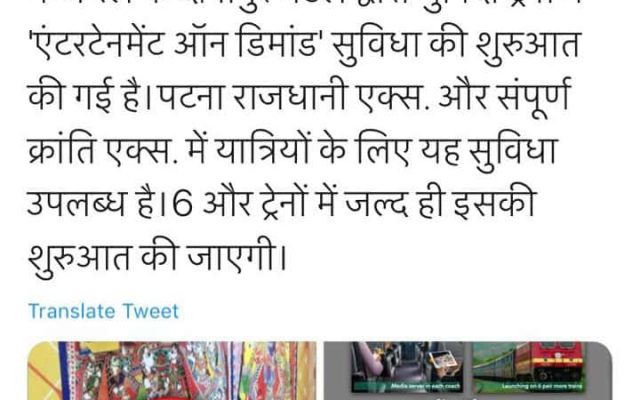 'एंटरटेनमेंट ऑन डिमांड' सुविधा की शुरुआत
की गई है।पटना राजधानी एक्स. और संपूर्ण
क्रांति एक्स. में यात्रियों के लिए यह सुविधा
उपलब्ध है।6 और ट्रेनों में जल्द ही इसकी
शुरुआत की जाएगी।
Translate Tweet
Media server in each coach
Launching on 6 pair more trains